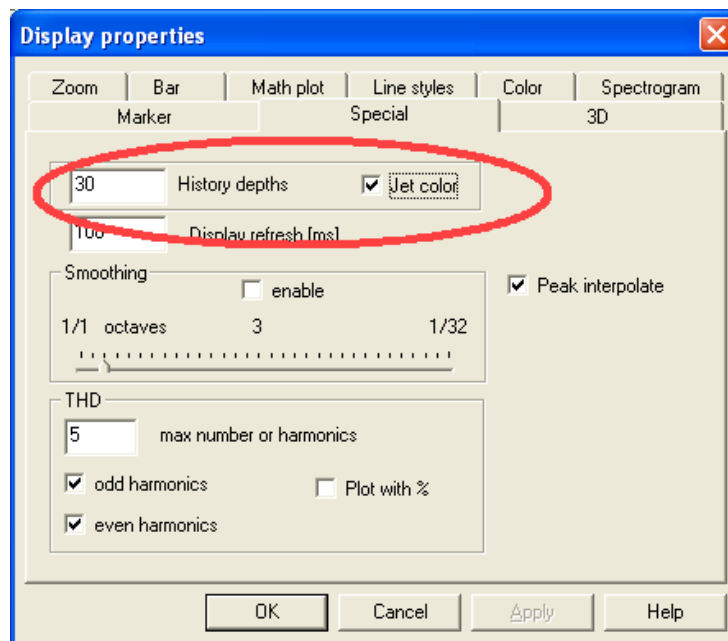 Display properties
Zoom Bar Math plot Line styles Color Spectrogram
Marker Special 3D
30 History depths Jet color
100 Display refresh [ms]
Smoothing
enable Peak interpolate
1/1 octaves 3 1/32
THD
5 max number or harmonics
odd harmonics Plot with %
even harmonics
OK Cancel Apply Help